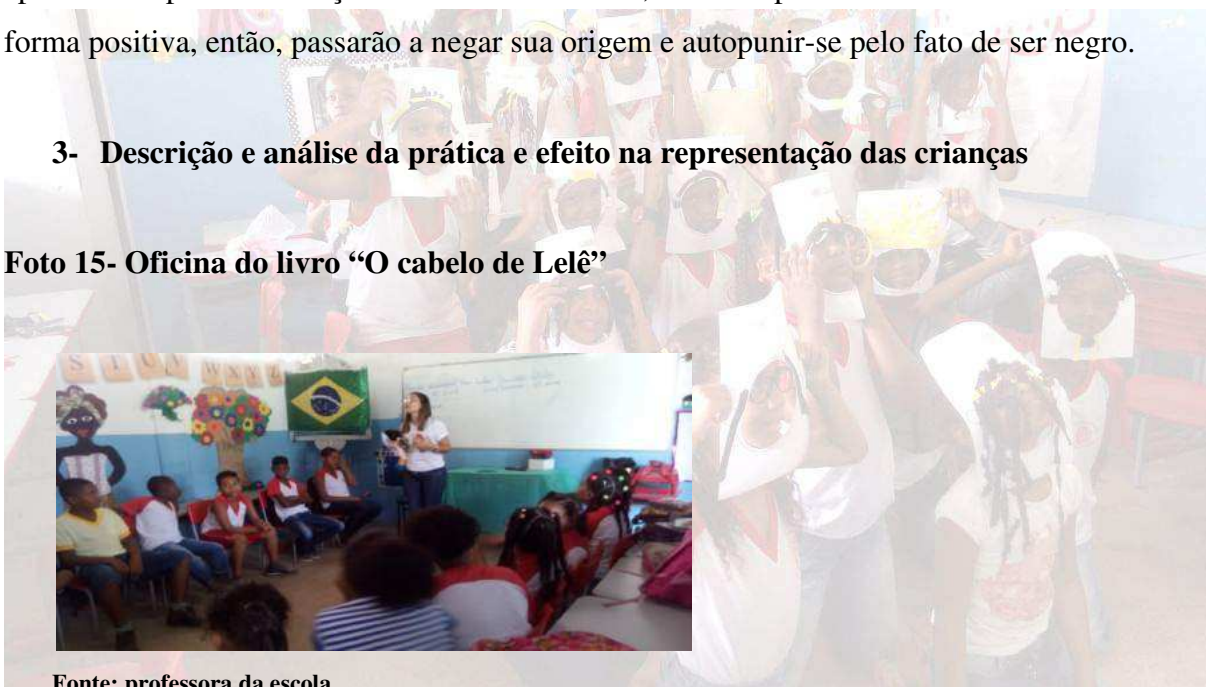 forma positiva, então, passarão a negar sua origem e autopunir-se pelo fato de ser negro.
3- Descrição e análise da prática e efeito na representação das crianças
Foto 15- Oficina do livro “O cabelo de Lelê”
S T U V W X Y Z
Fonte: professora da escola